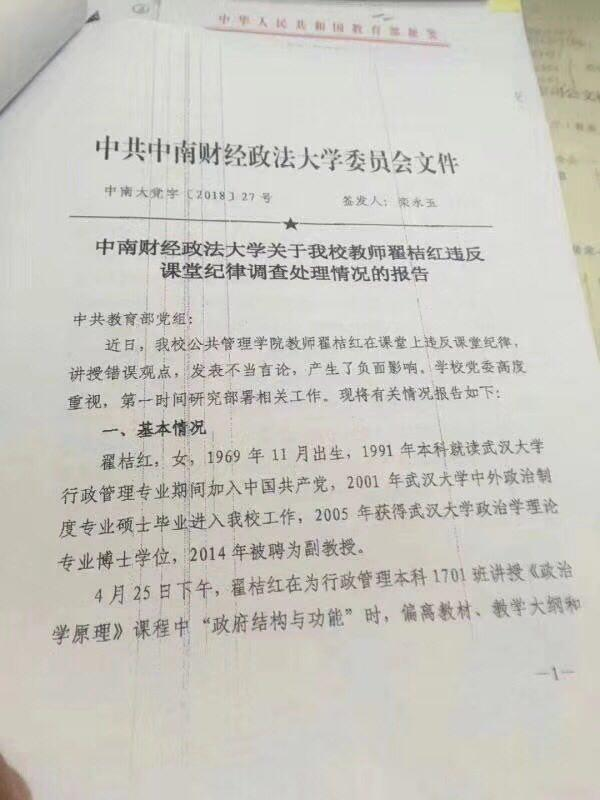 中华人民共和国教育部
中共中南财经政法大学委员会文件
中南大党字〔2018〕27号 签发人：栾永玉
中南财经政法大学关于我校教师翟桔红违反
课堂纪律调查处理情况的报告
中共教育部党组：
近日，我校公共管理学院教师翟桔红在课堂上违反课堂纪律，
讲授错误观点，发表不当言论，产生了负面影响。学校党委高度
重视，第一时间研究部署相关工作。现将有关情况报告如下：
一、基本情况
翟桔红，女，1969年11月出生，1991年本科就读武汉大学
行政管理专业期间加入中国共产党，2001年武汉大学中外政治制
度专业硕士毕业进入我校工作，2005年获得武汉大学政治学理论
专业博士学位，2014年被聘为副教授。
4月25日下午，翟桔红在为行政管理本科1701班讲授《政治
学原理》课程中“政府结构与功能”时，偏离教材、教学大纲和
—1—